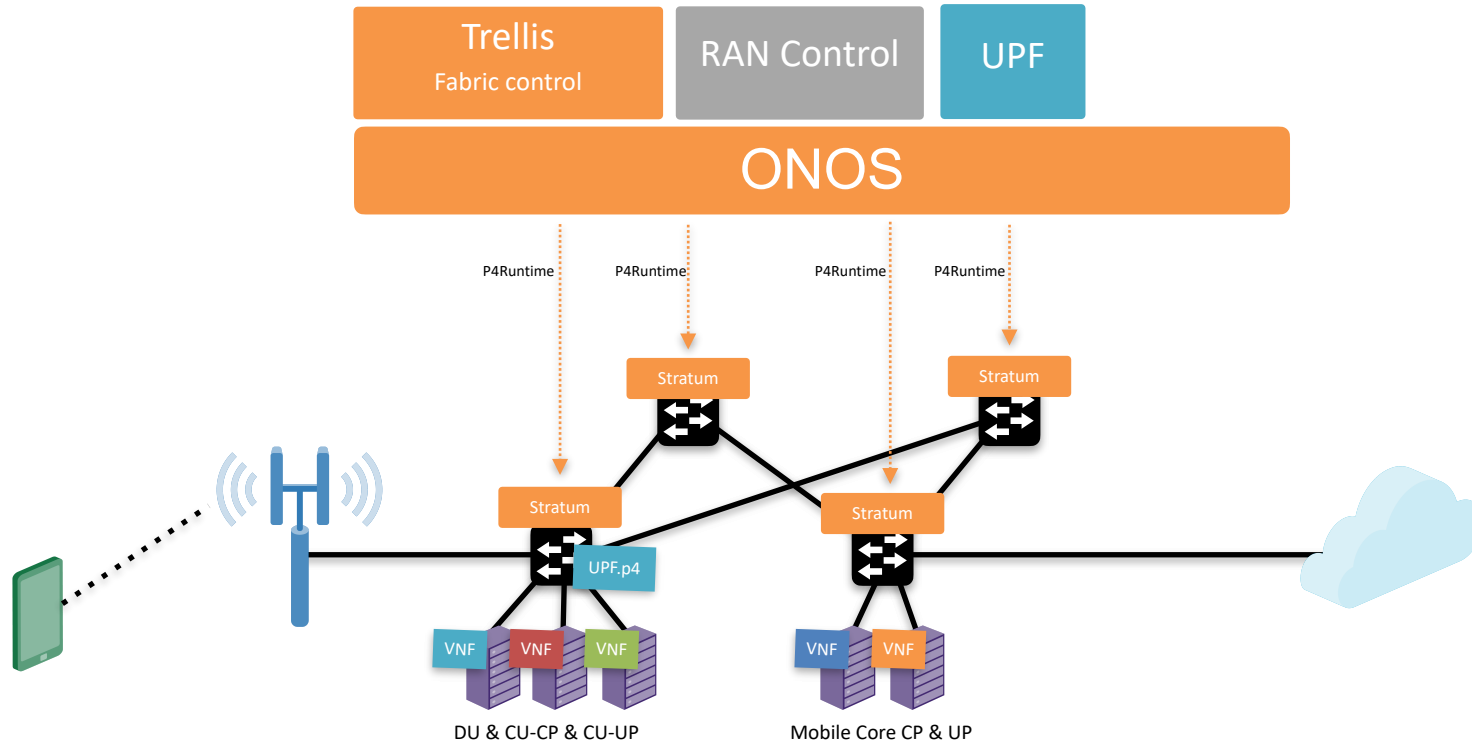 Trellis
Fabric control
RAN Control
UPF
ONOS
P4Runtime
P4Runtime
P4Runtime
P4Runtime
Stratum
Stratum
Stratum
Stratum
UPF.p4
VNF
VNF
VNF
VNF
VNF
DU & CU-CP & CU-UP
Mobile Core CP & UP